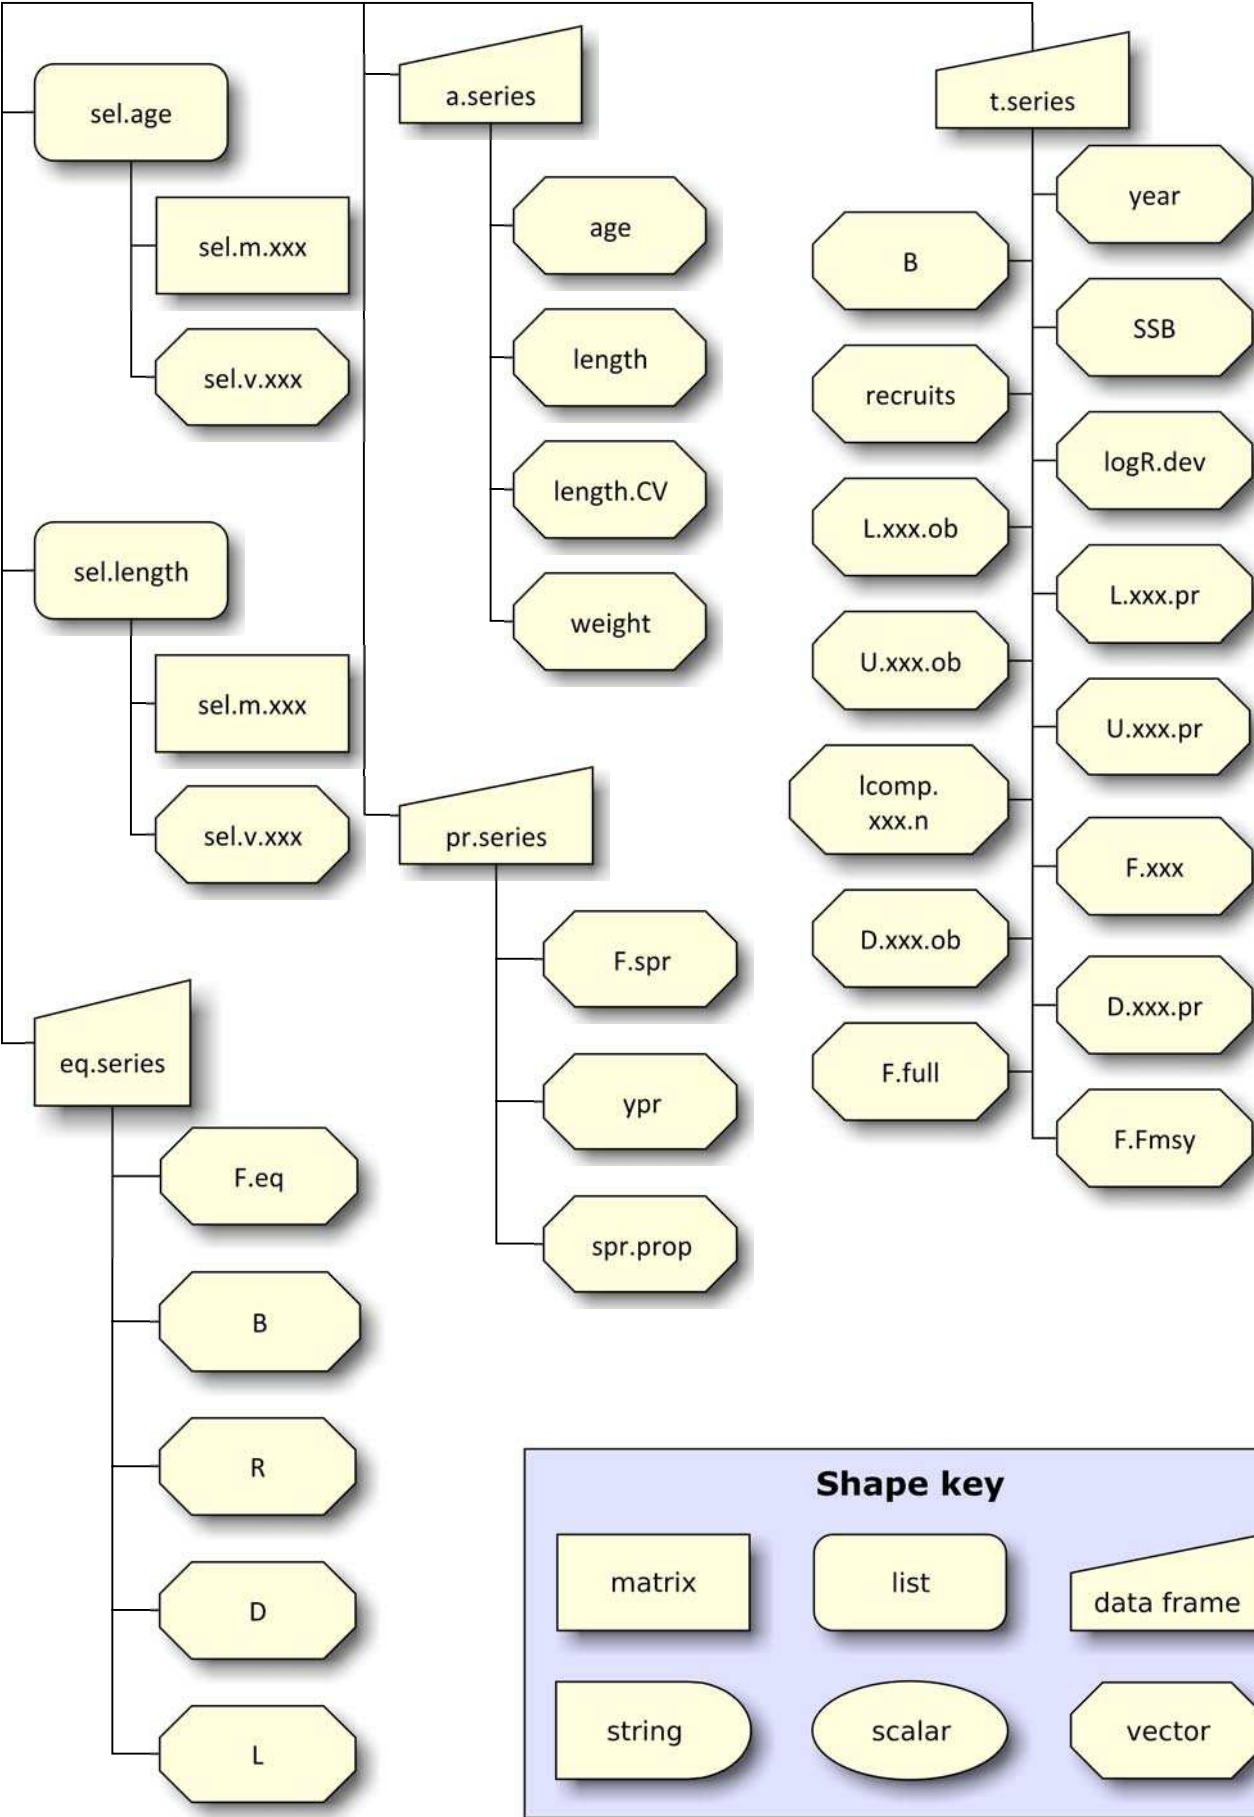 sel.age
sel.m.xxx
sel.v.xxx
sel.length
sel.m.xxx
sel.v.xxx
eq.series
F.eq
B
R
D
L
a.series
age
length
length.CV
weight
pr.series
F.spr
ypr
spr.prop
t.series
year
B
SSB
recruits
logR.dev
L.xxx.ob
L.xxx.pr
U.xxx.ob
U.xxx.pr
lcomp.
xxx.n
F.xxx
D.xxx.ob
D.xxx.pr
F.full
F.Fmsy
Shape key
matrix
list
data frame
string
scalar
vector